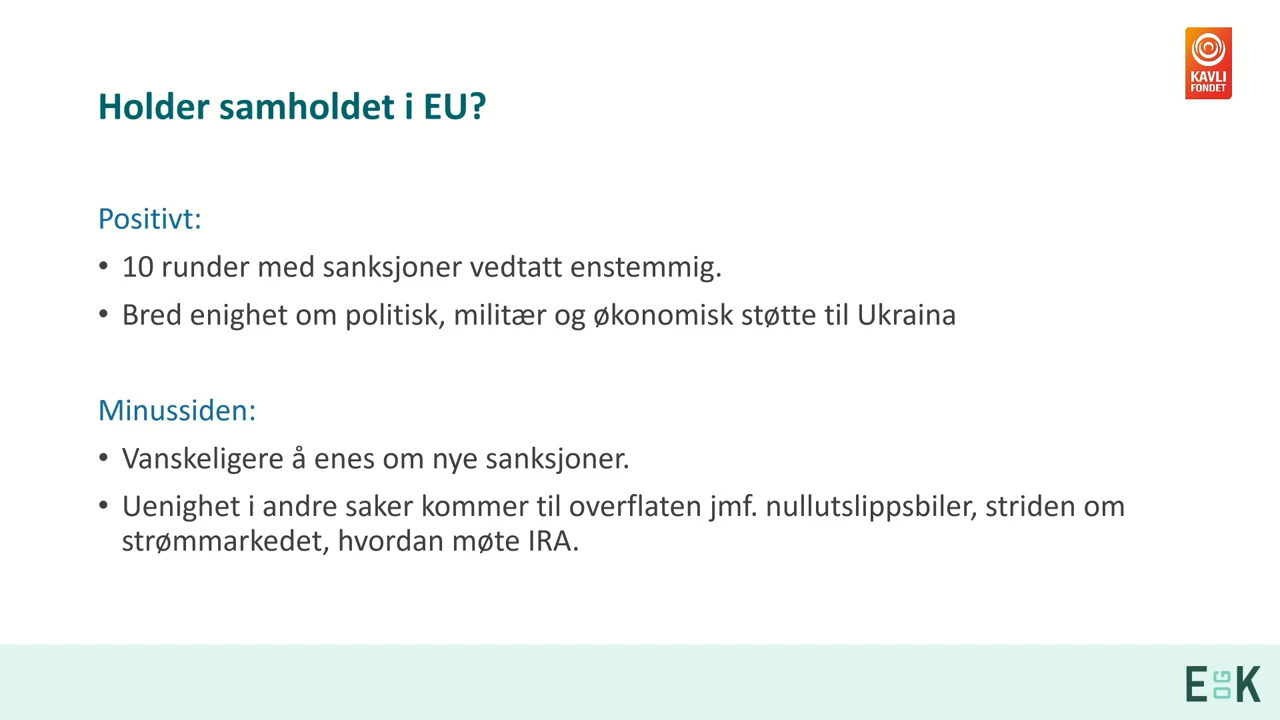 KAVLI
FONDET
Holder samholdet i EU?
Positivt:
• 10 runder med sanksjoner vedtatt enstemmig.
• Bred enighet om politisk, militær og økonomisk støtte til Ukraina
Minussiden:
• Vanskeligere å enes om nye sanksjoner.
• Uenighet i andre saker kommer til overflaten jmf. nullutslippsbiler, striden om
strømmarkedet, hvordan møte IRA.
E OG K